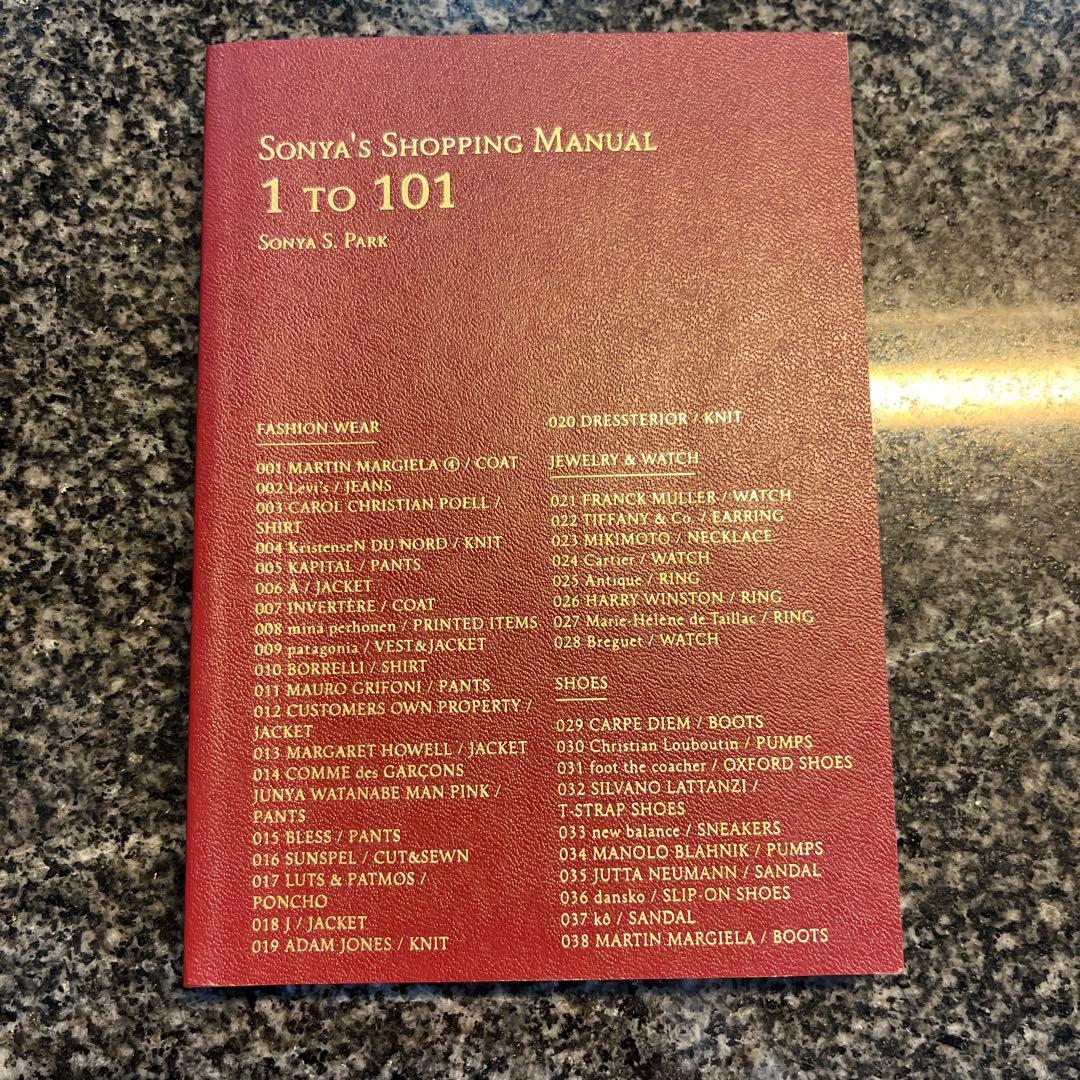 SONYA'S SHOPPING MANUAL
1 TO 101
SONYA S. PARK
FASHION WEAR
001 MARTIN MARGIELA ④ / COAT
002 Levi's / JEANS
003 CAROL CHRISTIAN POELL /
SHIRT
004 KristenseN DU NORD / KNIT
005 KAPITAL / PANTS
006 A / JACKET
007 INVERTERE / COAT
008 mina perhonen / PRINTED ITEMS
009 patagonia / VEST&JACKET
010 BORRELLI / SHIRT
011 MAURO GRIFONI / PANTS
012 CUSTOMERS OWN PROPERTY /
JACKET
013 MARGARET HOWELL / JACKET
014 COMME des GARÇONS
JUNYA WATANABE MAN PINK /
PANTS
015 BLESS / PANTS
016 SUNSPEL / CUT&SEWN
017 LUTS & PATMOS /
PONCHO
018 J / JACKET
019 ADAM JONES / KNIT
020 DRESSTERIOR / KNIT
JEWELRY & WATCH
021 FRANCK MULLER / WATCH
022 TIFFANY & Co. / EARRING
023 MIKIMOTO / NECKLACE
024 Cartier / WATCH
025 Antique / RING
026 HARRY WINSTON / RING
027 Marie-Hélène de Taillac / RING
028 Breguet / WATCH
SHOES
029 CARPE DIEM / BOOTS
030 Christian Louboutin / PUMPS
031 foot the coacher / OXFORD SHOES
032 SILVANO LATTANZI /
T-STRAP SHOES
033 new balance / SNEAKERS
034 MANOLO BLAHNIK / PUMPS
035 JUTTA NEUMANN / SANDAL
036 dansko / SLIP-ON SHOES
037 kô / SANDAL
038 MARTIN MARGIELA / BOOTS